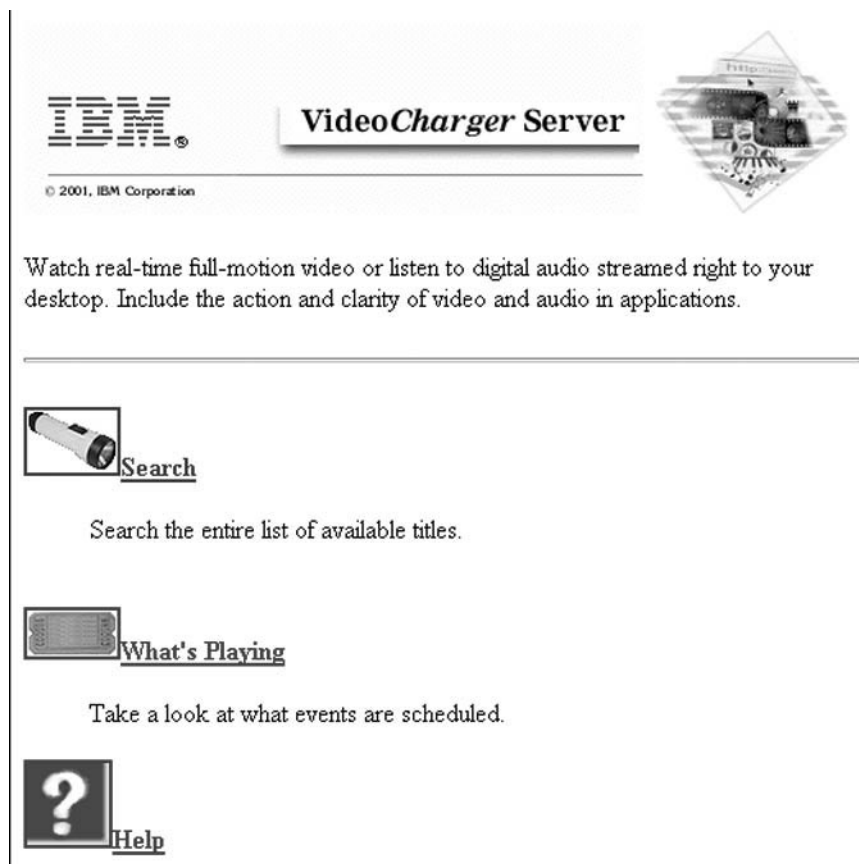 IBM®
VideoCharger Server
© 2001, IBM Corporation
Watch real-time full-motion video or listen to digital audio streamed right to your
desktop. Include the action and clarity of video and audio in applications.
Search
Search the entire list of available titles.
What's Playing
Take a look at what events are scheduled.
?
Help